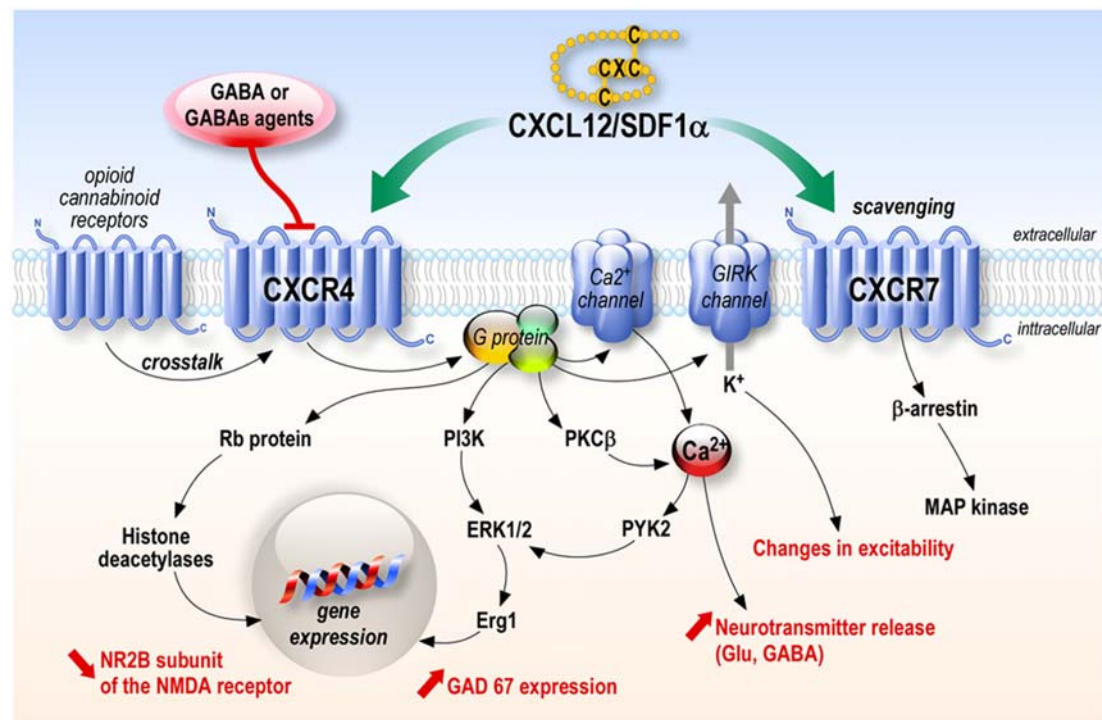 C
CXC
C
CXCL12/SDF1α
GABA or
GABAB agents
opioid
cannabinoid
receptors
N
C
N
CXCR4
C
Ca2+
channel
GIRK
channel
scavenging
N
CXCR7
C
extracellular
inttracellular
crosstalk
G protein
K+
Rb protein
PI3K
PKCβ
Ca2+
β-arrestin
MAP kinase
Histone
deacetylases
ERK1/2
PYK2
Changes in excitability
gene
expression
Erg1
NR2B subunit
of the NMDA receptor
GAD 67 expression
Neurotransmitter release
(Glu, GABA)